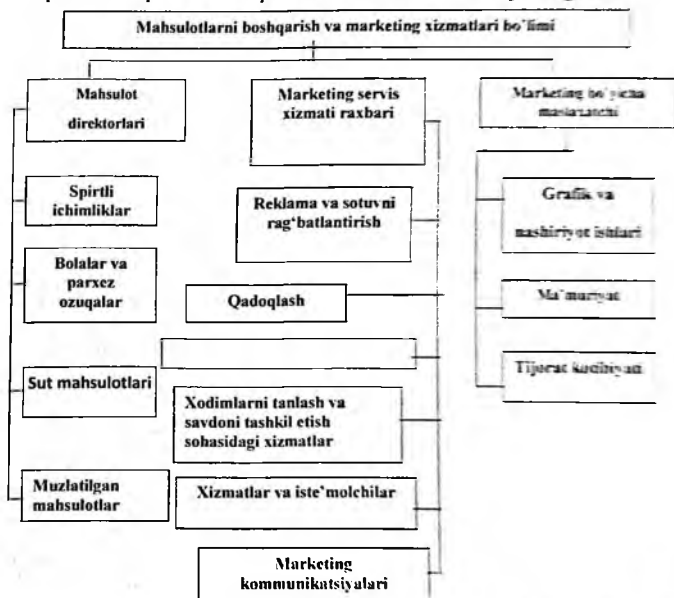 Mahsulotlarni boshqarish va marketing xizmatlari bo`limi
Mahsulot
direktorlari
Spirtli
ichimliklar
Bolalar va
parxez
ozuqalar
Sut mahsulotlari
Muzlatilgan
mahsulotlar
Marketing servis
xizmati raxbari
Reklama va sotuvni
rag‘batlantirish
Qadoqlash
Xodimlarni tanlash va
savdoni tashkil etish
sohasidagi xizmatlar
Xizmatlar va iste’molchilar
Marketing
kommunikatsiyalari
Marketing bo`yicha
Grafik va
nashiriyot ishlari
Ma`muriyat
Tijorat